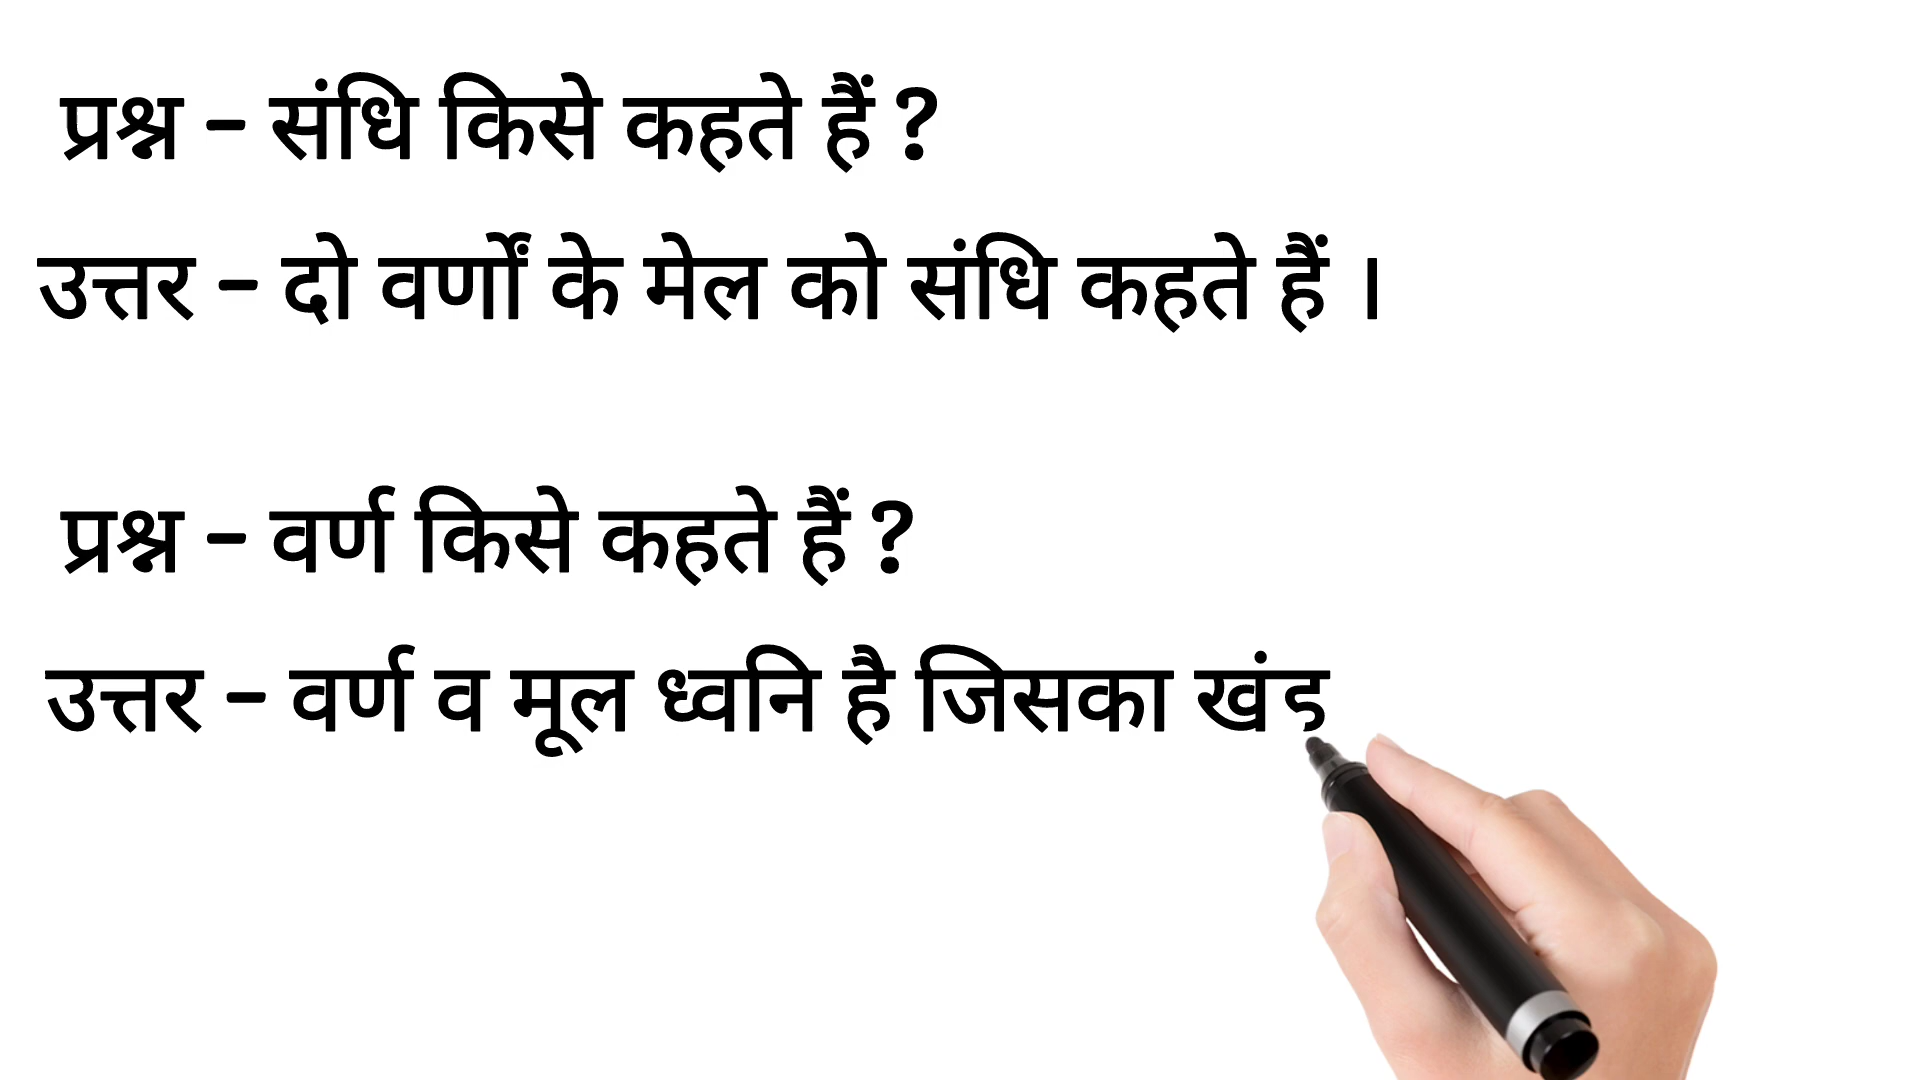 प्रश्न - संधि किसे कहते हैं ?
उत्तर - दो वर्णों के मेल को संधि कहते हैं ।
प्रश्न - वर्ण किसे कहते हैं ?
उत्तर - वर्ण व मूल ध्वनि है जिसका